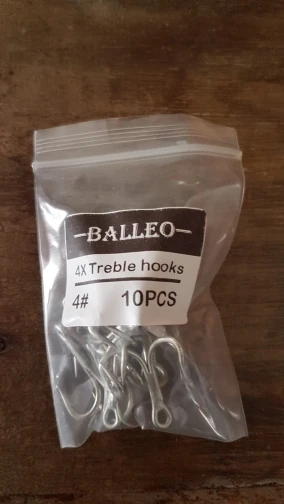 -BALLEO-
4X Treble hooks
4# 10PCS